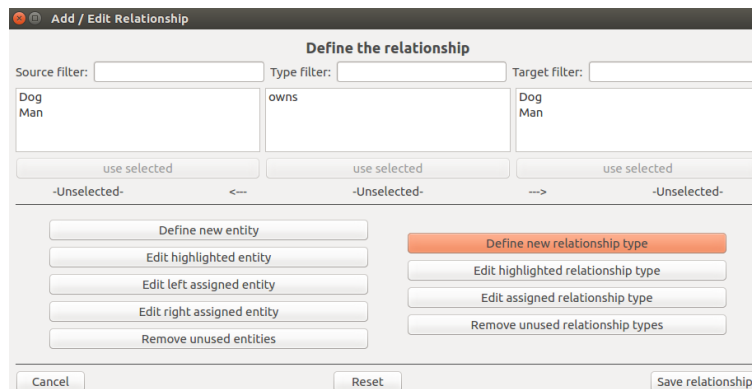 Add / Edit Relationship
Define the relationship
Source filter: Type filter: Target filter:
Dog owns Dog
Man Man
use selected use selected use selected
-Unselected- <--- -Unselected- ---> -Unselected-
Define new entity
Define new relationship type
Edit highlighted entity
Edit highlighted relationship type
Edit left assigned entity
Edit assigned relationship type
Edit right assigned entity
Remove unused relationship types
Remove unused entities
Cancel Reset Save relationship